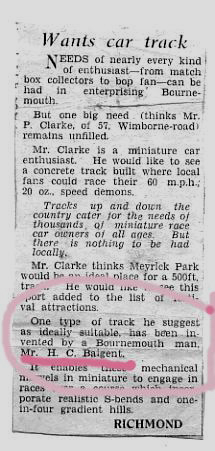 Wants car track
NEEDS of nearly every kind
of enthusiast—from match
box collectors to bop fan—can be
had in enterprising Bourne-
mouth.
But one big need (thinks Mr.
P. Clarke, of 57, Wimborne-road)
remains unfilled.
Mr. Clarke is a miniature car
enthusiast. He would like to see
a concrete track built where local
fans could race their 60 m.p.h.;
20 oz., speed demons.
Tracks up and down the
country cater for the needs of
thousands of miniature race
car owners of all ages. But
there is nothing to be had
locally.
Mr. Clarke thinks Meyrick Park
would be an ideal place for a 500ft.
He would like see this
sport added to the list of
val attractions.
One type of track he suggest
as ideally suitable, has been in-
vented by a Bournemouth man,
Mr. H. C. Baigent.
It enables mechanical
marvels in miniature to engage in
races over a course which incor-
porate realistic S-bends and one-
in-four gradient hills.
RICHMOND